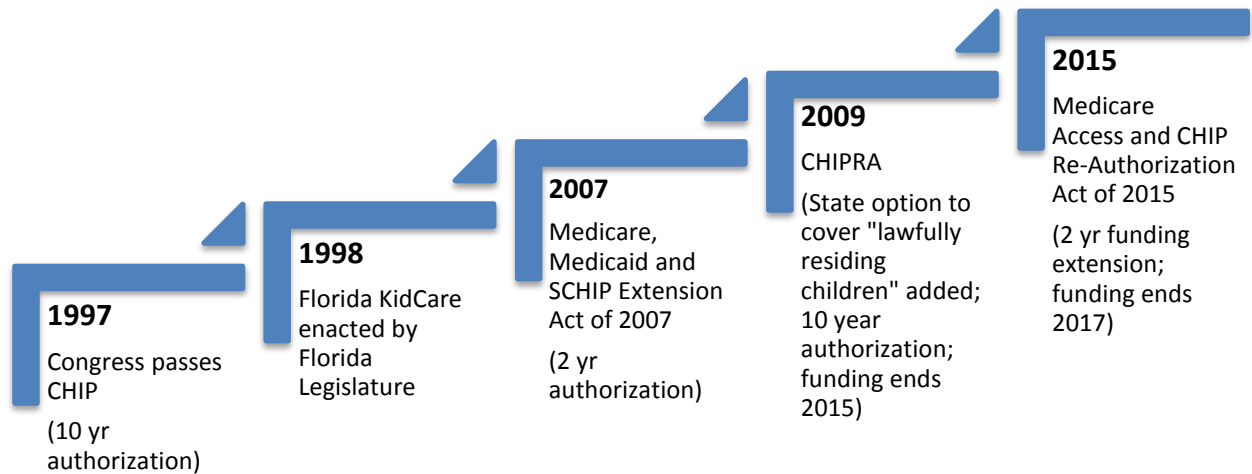 1997
Congress passes
CHIP
(10 yr
authorization)
1998
Florida KidCare
enacted by
Florida
Legislature
2007
Medicare,
Medicaid and
SCHIP Extension
Act of 2007
(2 yr
authorization)
2009
CHIPRA
(State option to
cover "lawfully
residing
children" added;
10 year
authorization;
funding ends
2015)
2015
Medicare
Access and CHIP
Re-Authorization
Act of 2015
(2 yr funding
extension;
funding ends
2017)